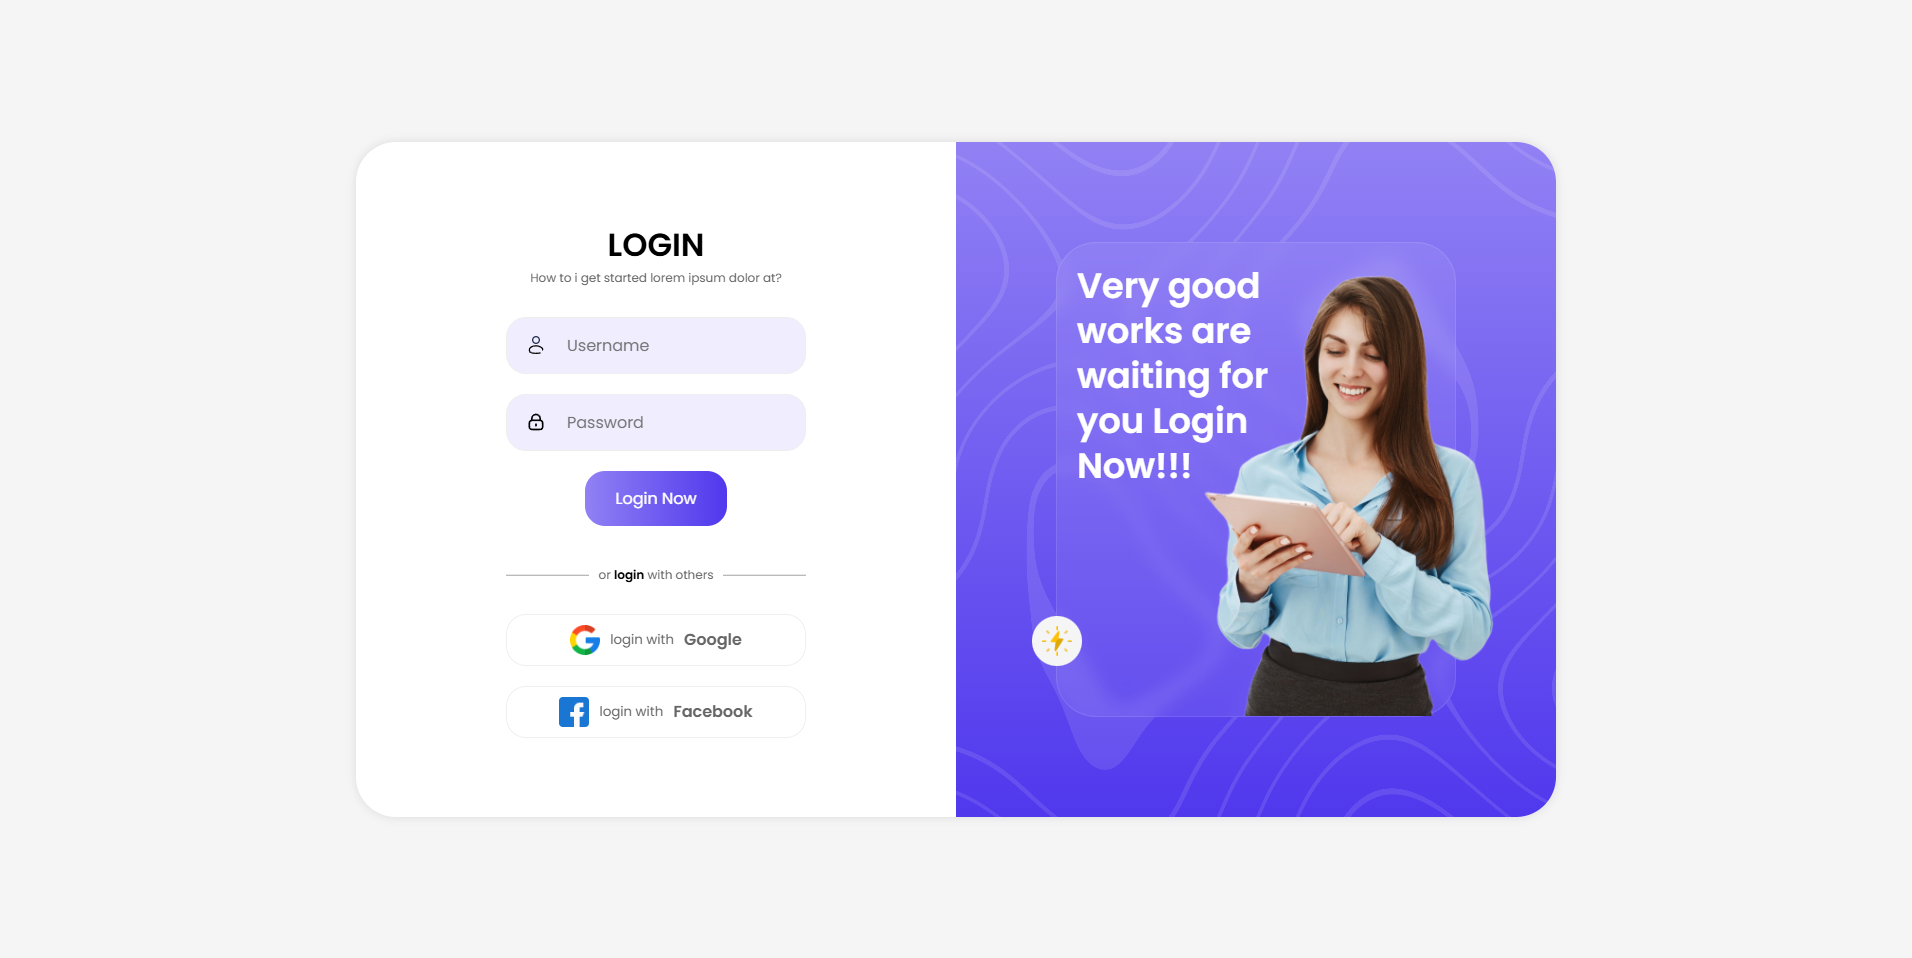 LOGIN
How to i get started lorem ipsum dolor at?
Username
Password
Login Now
or login with others
login with Google
login with Facebook
Very good
works are
waiting for
you Login
Now!!!